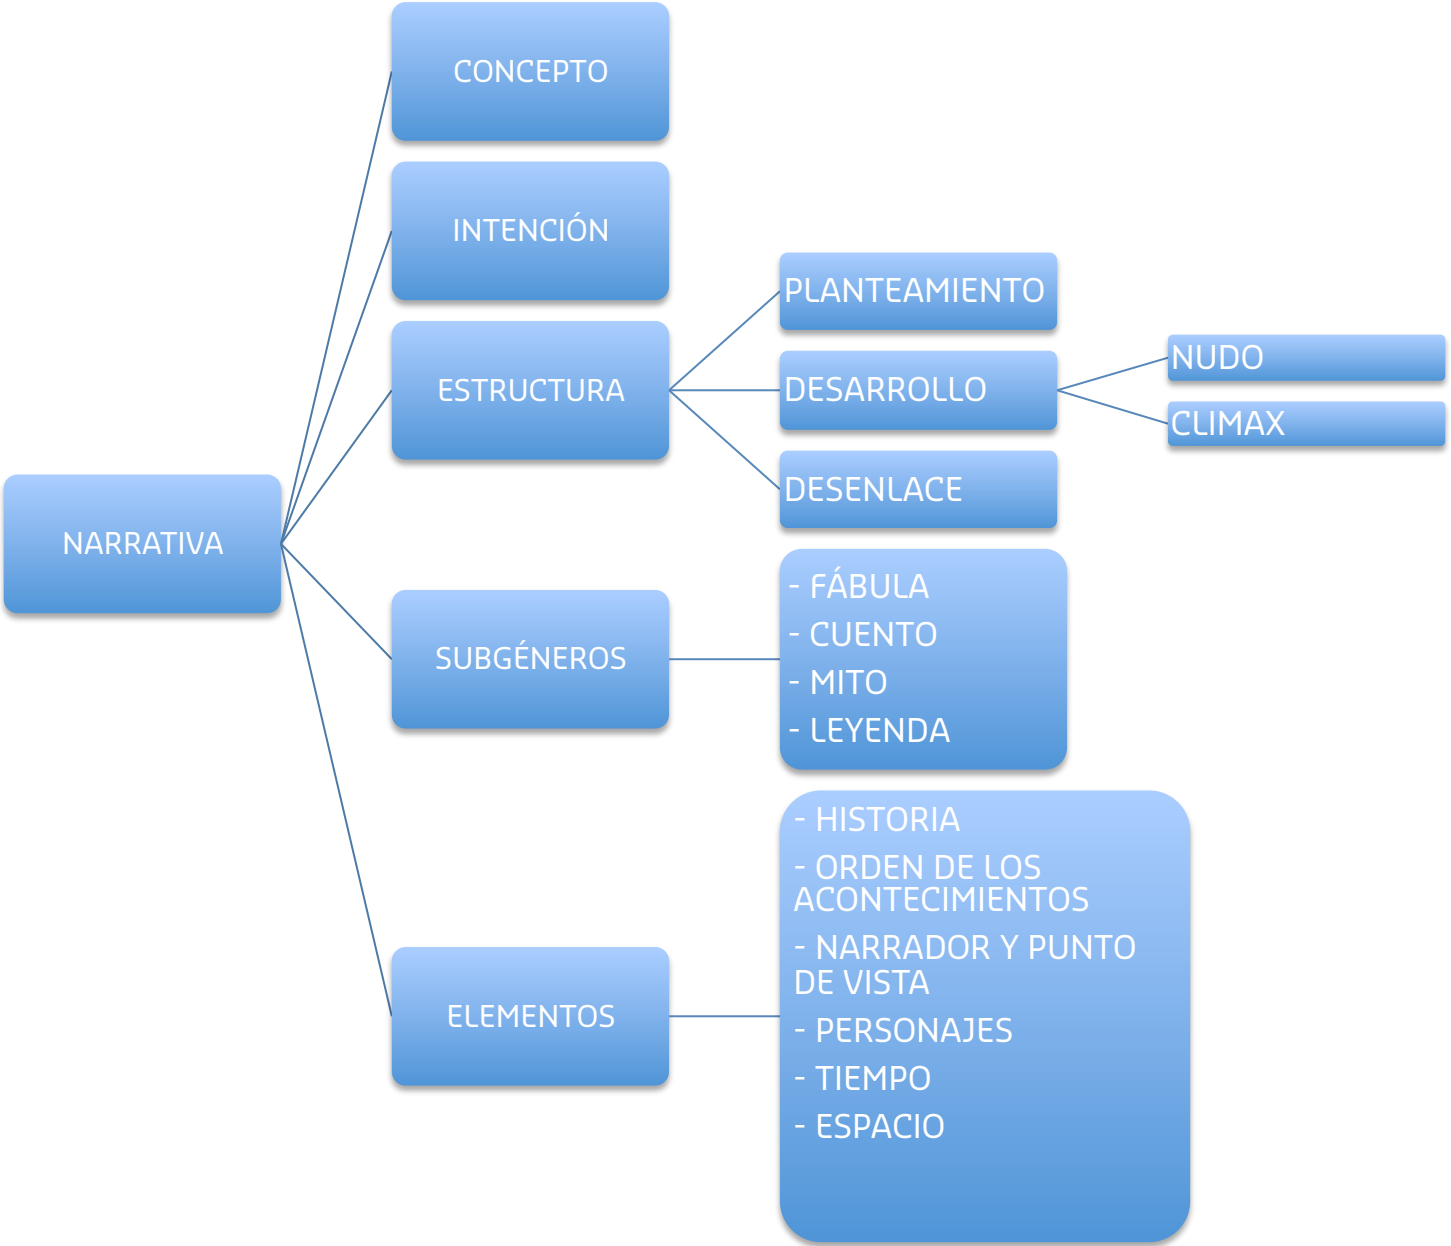 CONCEPTO
INTENCIÓN
ESTRUCTURA
PLANTEAMIENTO
DESARROLLO
NUDO
CLIMAX
DESENLACE
NARRATIVA
SUBGÉNEROS
- FÁBULA
- CUENTO
- MITO
- LEYENDA
ELEMENTOS
- HISTORIA
- ORDEN DE LOS
ACONTECIMIENTOS
- NARRADOR Y PUNTO
DE VISTA
- PERSONAJES
- TIEMPO
- ESPACIO